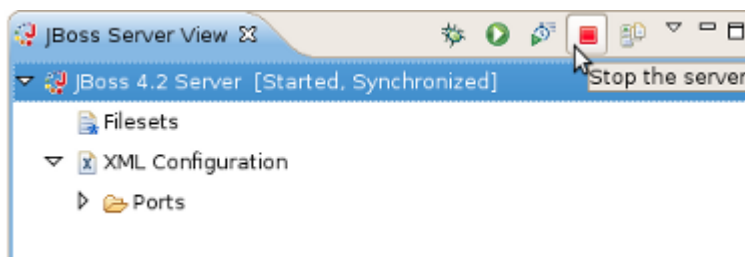 JBoss Server View
JBoss 4.2 Server [Started, Synchronized]
Stop the server
Filesets
XML Configuration
Ports